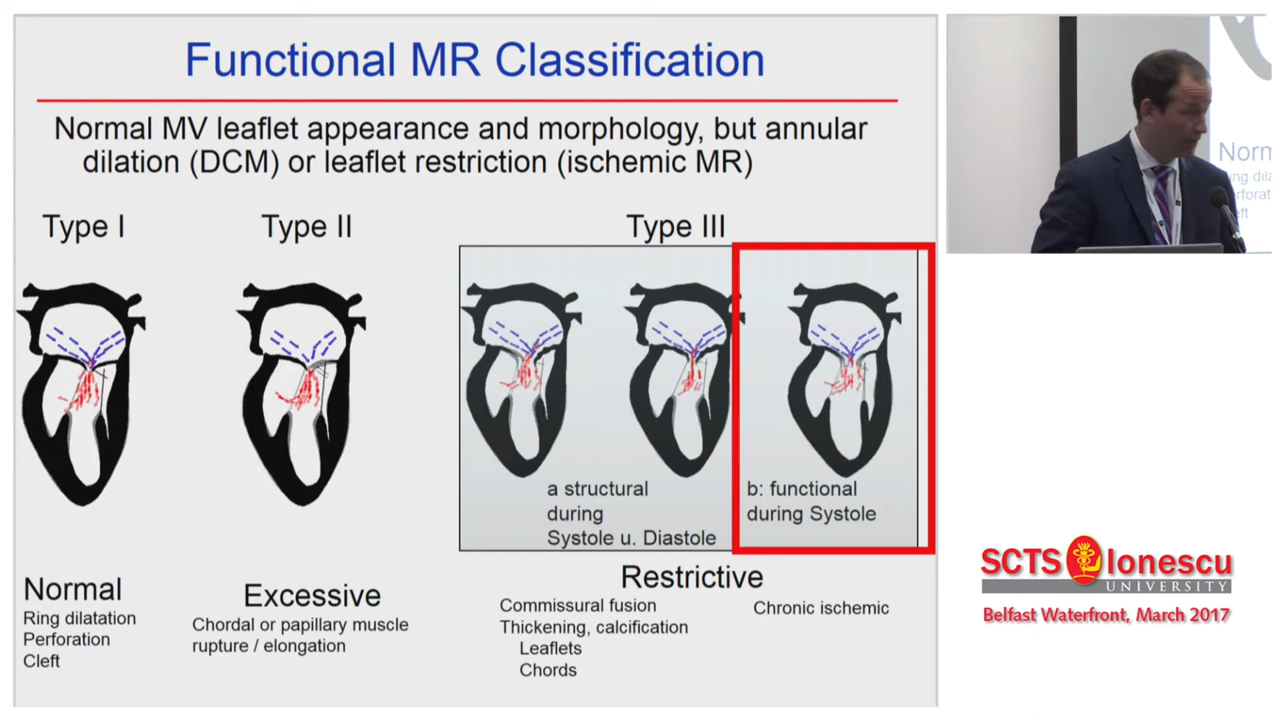 Functional MR Classification
Normal MV leaflet appearance and morphology, but annular
dilation (DCM) or leaflet restriction (ischemic MR)
Type I
Type II
Type III
a structural
during
Systole u. Diastole
b: functional
during Systole
Normal
Ring dilatation
Perforation
Cleft
Excessive
Chordal or papillary muscle
rupture / elongation
Restrictive
Commissural fusion
Thickening, calcification
Leaflets
Chords
Chronic ischemic
SCTS Ionescu
UNIVERSITY
Belfast Waterfront, March 2017